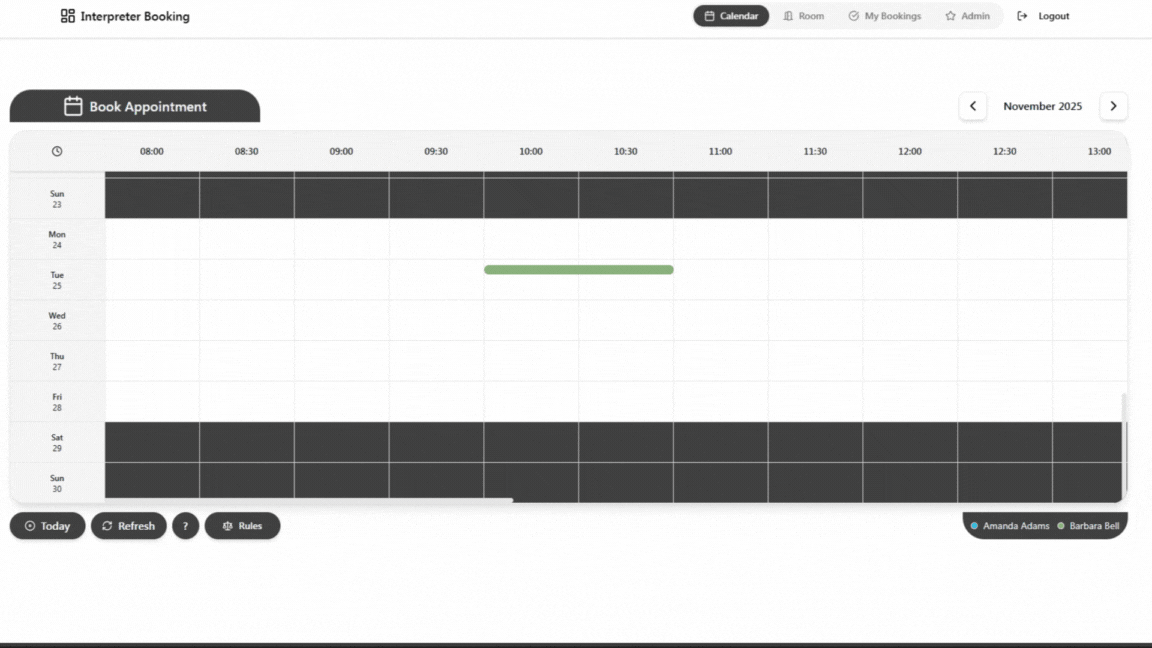 Interpreter Booking
Calendar Room My Bookings Admin Logout
Book Appointment
November 2025
08:00 08:30 09:00 09:30 10:00 10:30 11:00 11:30 12:00 12:30 13:00
Sun
23
Mon
24
Tue
25
Wed
26
Thu
27
Fri
28
Sat
29
Sun
30
Today Refresh ? Rules
Amanda Adams Barbara Bell